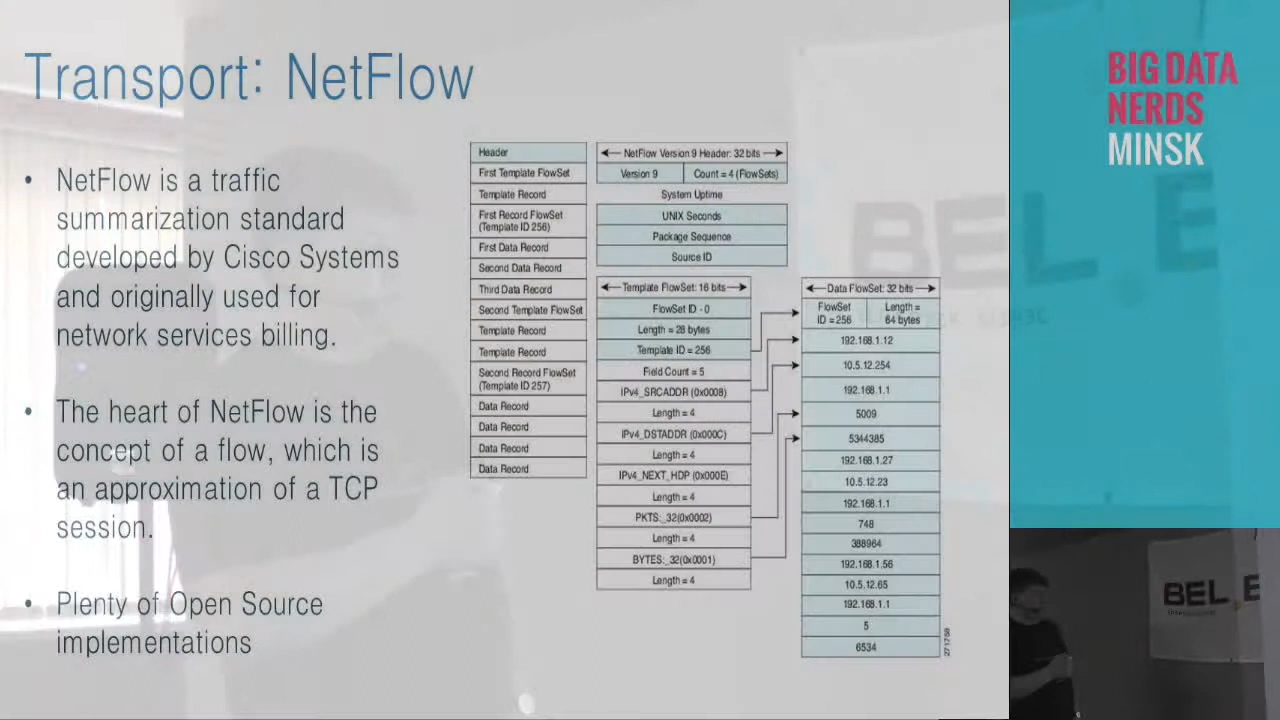 Transport: NetFlow
• NetFlow is a traffic
summarization standard
developed by Cisco Systems
and originally used for
network services billing.
• The heart of NetFlow is the
concept of a flow, which is
an approximation of a TCP
session.
• Plenty of Open Source
implementations
Header
First Template FlowSet
Template Record
First Record FlowSet
(Template ID 256)
First Data Record
Second Data Record
Third Data Record
Second Template FlowSet
Template Record
Template Record
Second Record FlowSet
(Template ID 257)
Data Record
Data Record
Data Record
Data Record
NetFlow Version 9 Header: 32 bits
Version 9
Count = 4 (FlowSets)
System Uptime
UNIX Seconds
Package Sequence
Source ID
Template FlowSet: 16 bits
FlowSet ID - 0
Length = 28 bytes
Template ID = 256
Field Count = 5
IPv4_SRCADDR (0x0008)
Length = 4
IPv4_DSTADDR (0x000C)
Length = 4
IPv4_NEXT_HDP (0x000E)
Length = 4
PKTS:_32(0x0002)
Length = 4
BYTES:_32(0x0001)
Length = 4
Data FlowSet: 32 bits
FlowSet
ID = 256
Length =
64 bytes
192.168.1.12
10.5.12.254
192.168.1.1
5009
5344385
192.168.1.27
10.5.12.23
192.168.1.1
748
388964
192.168.1.56
10.5.12.65
192.168.1.1
5
6534
271758
BIG DATA
NERDS
MINSK
BEL E
BEL E